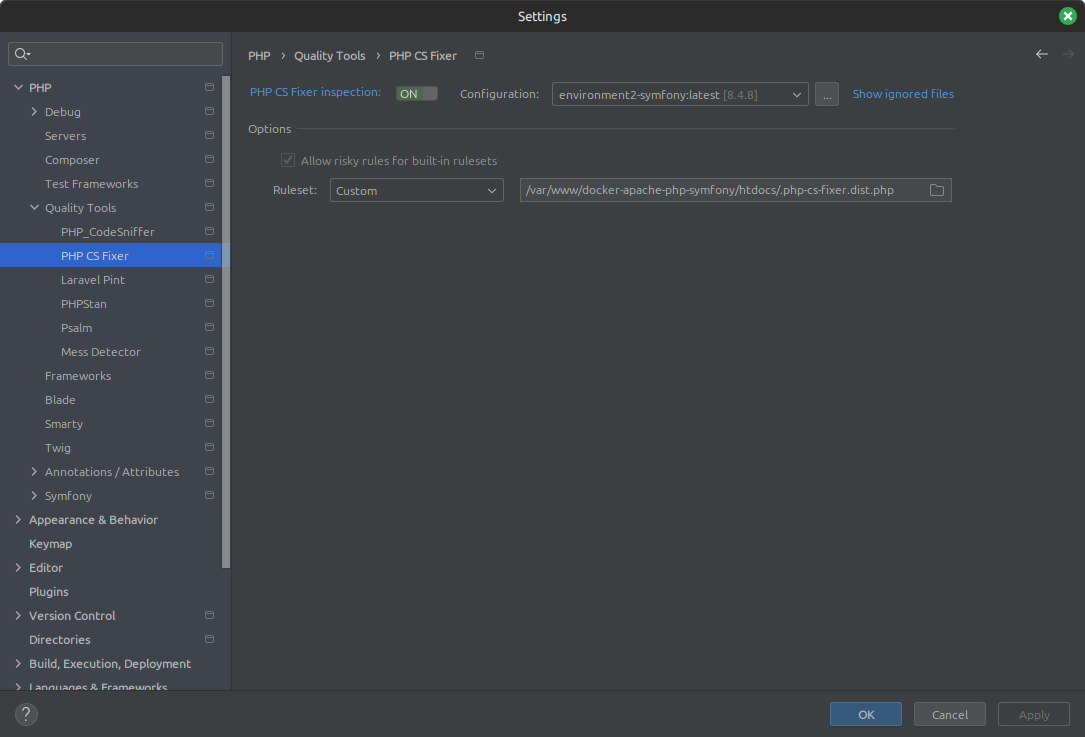 Settings
PHP › Quality Tools › PHP CS Fixer
PHP CS Fixer inspection: ON Configuration: environment2-symfony:latest [8.4.8] ... Show ignored files
Options
Allow risky rules for built-in rulesets
Ruleset: Custom /var/www/docker-apache-php-symfony/htdocs/.php-cs-fixer.dist.php
PHP
Debug
Servers
Composer
Test Frameworks
Quality Tools
PHP_CodeSniffer
PHP CS Fixer
Laravel Pint
PHPStan
Psalm
Mess Detector
Frameworks
Blade
Smarty
Twig
Annotations / Attributes
Symfony
Appearance & Behavior
Keymap
Editor
Plugins
Version Control
Directories
Build, Execution, Deployment
Languages & Frameworks
? OK Cancel Apply